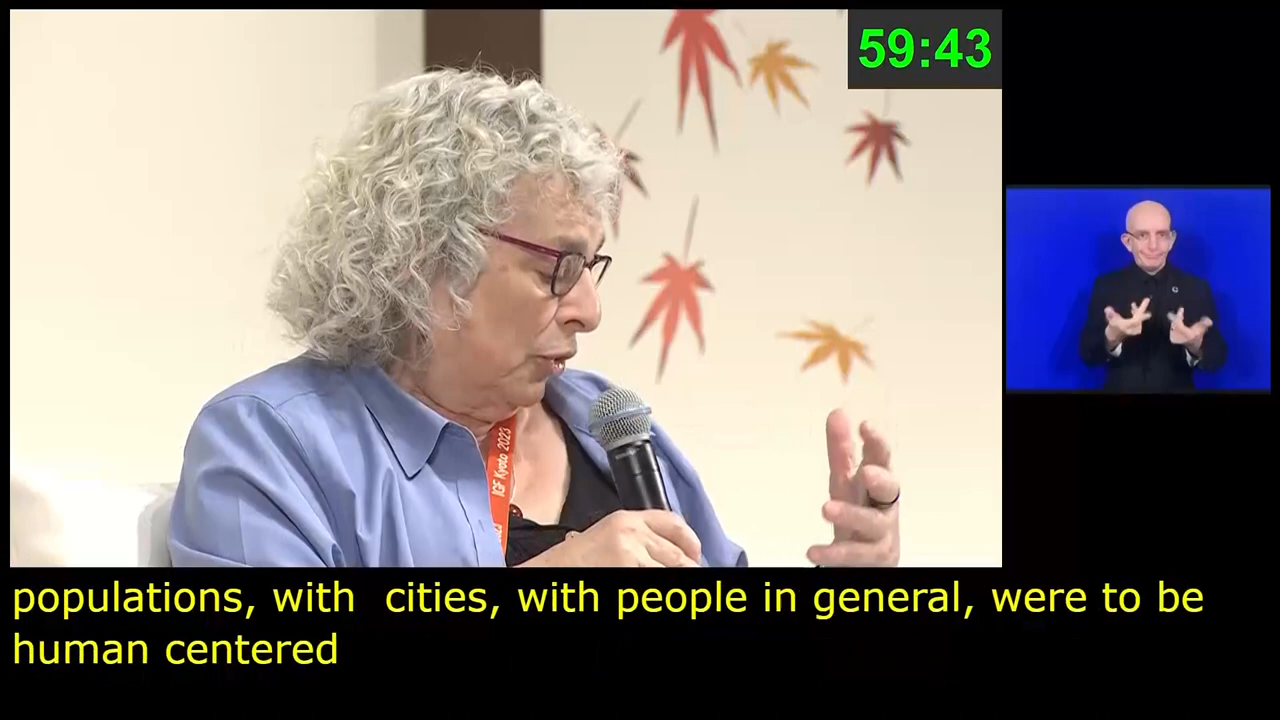 59:43
IGF Kyoto 2023
populations, with  cities, with people in general, were to be
human centered